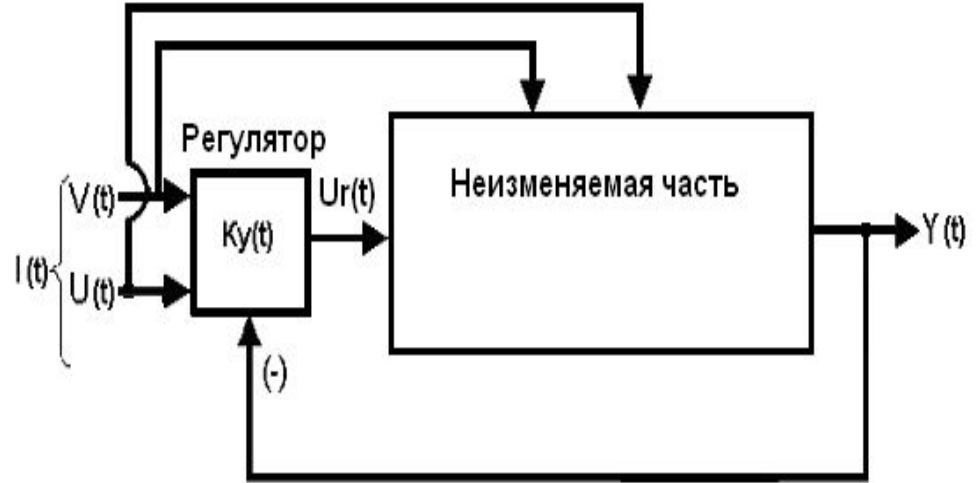 Регулятор
Неизменяемая часть
V(t)
Ur(t)
Ky(t)
I(t)
U(t)
Y(t)
(-)